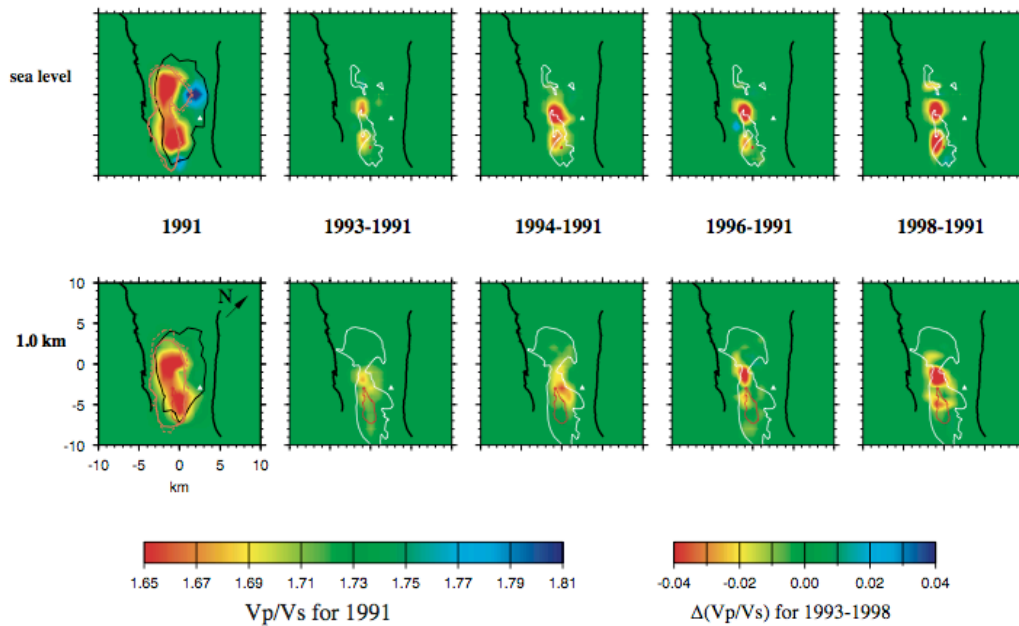 sea level
1991 1993-1991 1994-1991 1996-1991 1998-1991
1.0 km
N
10
5
0
-5
-10
-10 -5 0 5 10
km
1.65 1.67 1.69 1.71 1.73 1.75 1.77 1.79 1.81
Vp/Vs for 1991
-0.04 -0.02 0.00 0.02 0.04
Δ(Vp/Vs) for 1993-1998